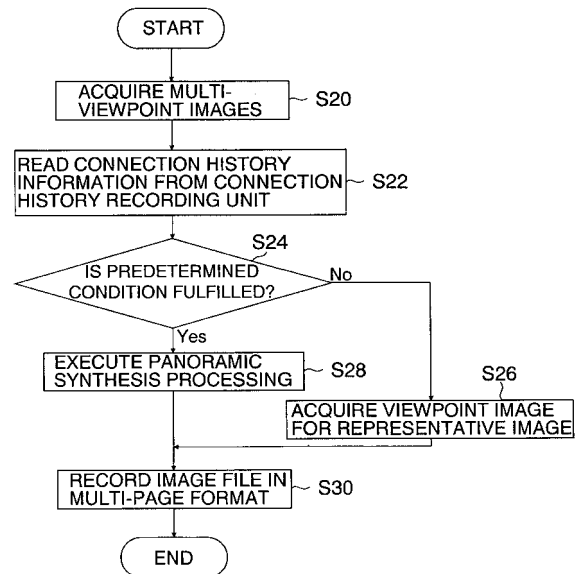 START
ACQUIRE MULTI-
VIEWPOINT IMAGES
S20
READ CONNECTION HISTORY
INFORMATION FROM CONNECTION
HISTORY RECORDING UNIT
S22
S24
IS PREDETERMINED
CONDITION FULFILLED?
No
Yes
EXECUTE PANORAMIC
SYNTHESIS PROCESSING
S28
S26
ACQUIRE VIEWPOINT IMAGE
FOR REPRESENTATIVE IMAGE
RECORD IMAGE FILE IN
MULTI-PAGE FORMAT
S30
END